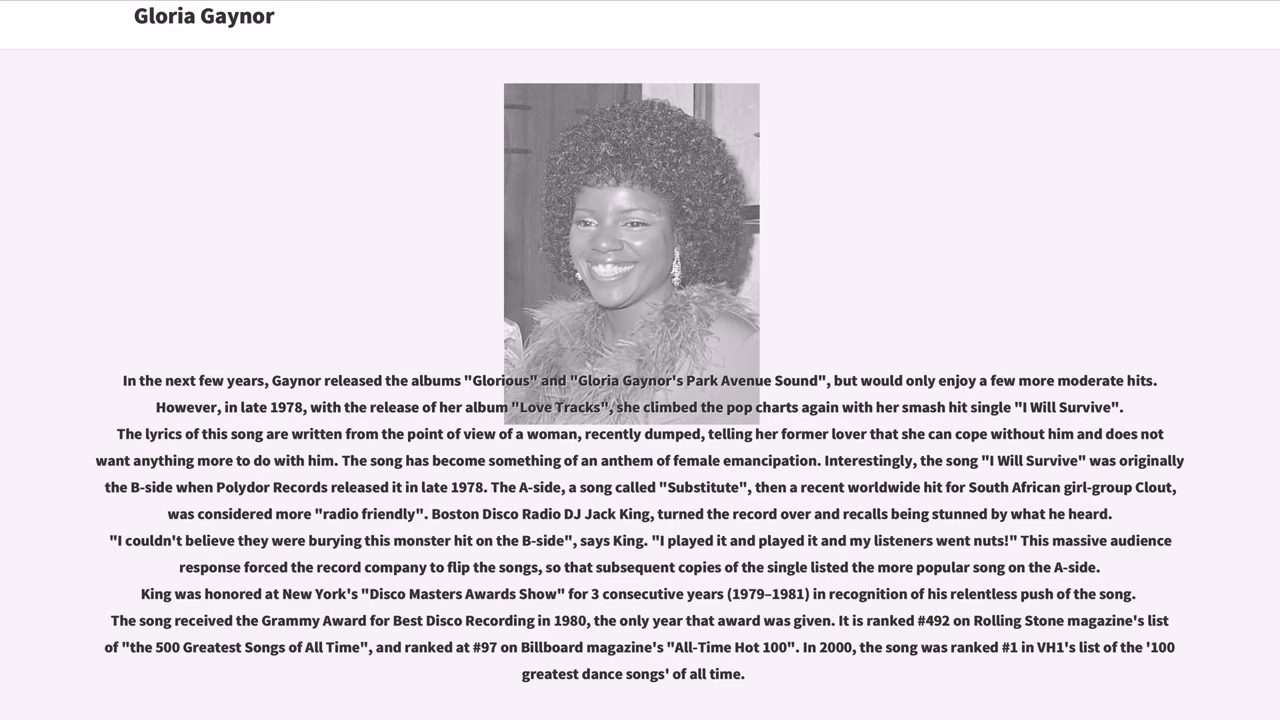 Gloria Gaynor
In the next few years, Gaynor released the albums "Glorious" and "Gloria Gaynor's Park Avenue Sound", but would only enjoy a few more moderate hits.
However, in late 1978, with the release of her album "Love Tracks", she climbed the pop charts again with her smash hit single "I Will Survive".
The lyrics of this song are written from the point of view of a woman, recently dumped, telling her former lover that she can cope without him and does not
want anything more to do with him. The song has become something of an anthem of female emancipation. Interestingly, the song "I Will Survive" was originally
the B-side when Polydor Records released it in late 1978. The A-side, a song called "Substitute", then a recent worldwide hit for South African girl-group Clout,
was considered more "radio friendly". Boston Disco Radio DJ Jack King, turned the record over and recalls being stunned by what he heard.
"I couldn't believe they were burying this monster hit on the B-side", says King. "I played it and played it and my listeners went nuts!" This massive audience
response forced the record company to flip the songs, so that subsequent copies of the single listed the more popular song on the A-side.
King was honored at New York's "Disco Masters Awards Show" for 3 consecutive years (1979–1981) in recognition of his relentless push of the song.
The song received the Grammy Award for Best Disco Recording in 1980, the only year that award was given. It is ranked #492 on Rolling Stone magazine's list
of "the 500 Greatest Songs of All Time", and ranked at #97 on Billboard magazine's "All-Time Hot 100". In 2000, the song was ranked #1 in VH1's list of the '100
greatest dance songs' of all time.